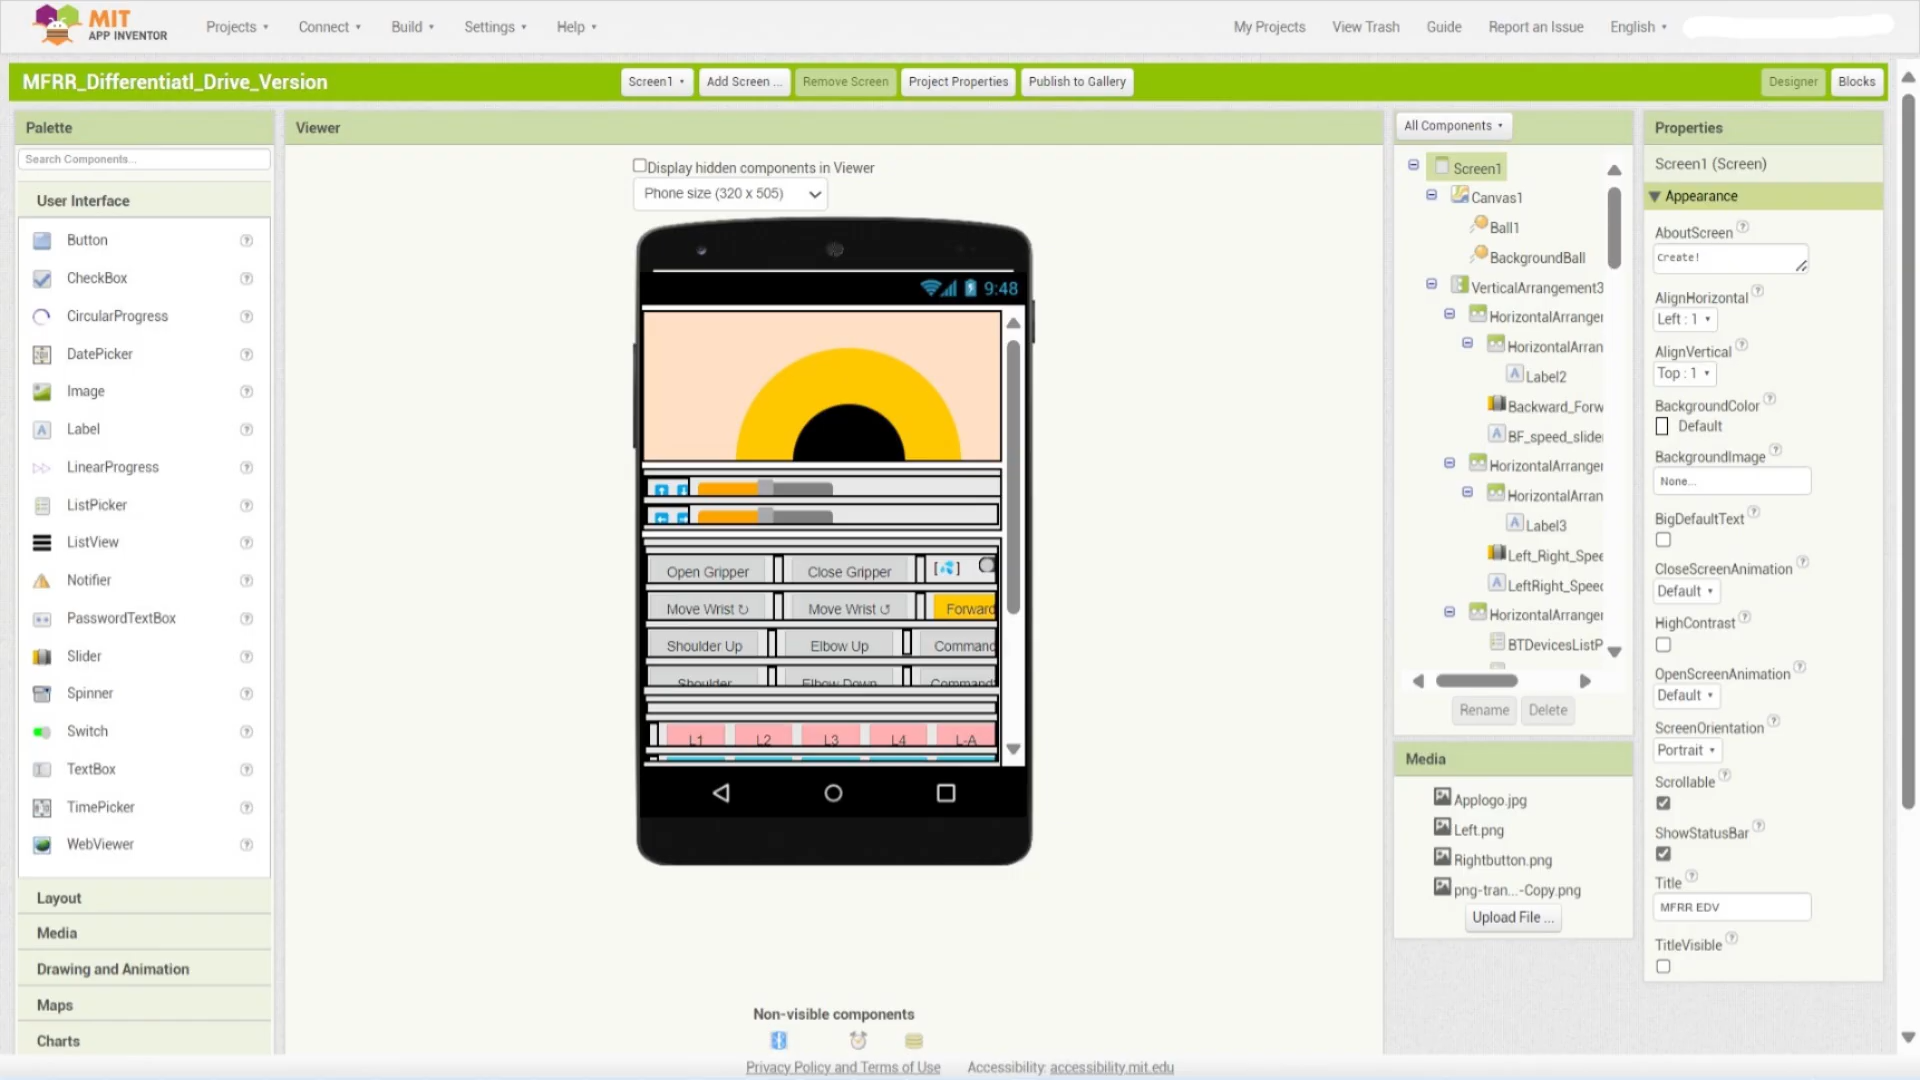 MIT
APP INVENTOR
Projects
Connect
Build
Settings
Help
My Projects
View Trash
Guide
Report an Issue
English
MFRR_Differentiatl_Drive_Version
Screen1
Add Screen ...
Remove Screen
Project Properties
Publish to Gallery
Designer
Blocks
Palette
Search Components...
User Interface
Button
CheckBox
CircularProgress
DatePicker
Image
Label
LinearProgress
ListPicker
ListView
Notifier
PasswordTextBox
Slider
Spinner
Switch
TextBox
TimePicker
WebViewer
Layout
Media
Drawing and Animation
Maps
Charts
Viewer
Display hidden components in Viewer
Phone size (320 x 505)
9:48
Open Gripper
Close Gripper
[💦]
Move Wrist ↻
Move Wrist ↺
Forward
Shoulder Up
Elbow Up
Command
Shoulder
Elbow Down
Command
L1
L2
L3
L4
L-A
Non-visible components
Privacy Policy and Terms of Use
Accessibility: accessibility.mit.edu
All Components
Screen1
Canvas1
Ball1
BackgroundBall
VerticalArrangement3
HorizontalArranger
HorizontalArran
Label2
Backward_Forw
BF_speed_slide
HorizontalArranger
HorizontalArran
Label3
Left_Right_Spee
LeftRight_Speed
HorizontalArranger
BTDevicesListP
Rename
Delete
Media
Applogo.jpg
Left.png
Rightbutton.png
png-tran...-Copy.png
Upload File ...
Properties
Screen1 (Screen)
Appearance
AboutScreen
Create!
AlignHorizontal
Left : 1
AlignVertical
Top : 1
BackgroundColor
Default
BackgroundImage
None...
BigDefaultText
CloseScreenAnimation
Default
HighContrast
OpenScreenAnimation
Default
ScreenOrientation
Portrait
Scrollable
ShowStatusBar
Title
MFRR EDV
TitleVisible